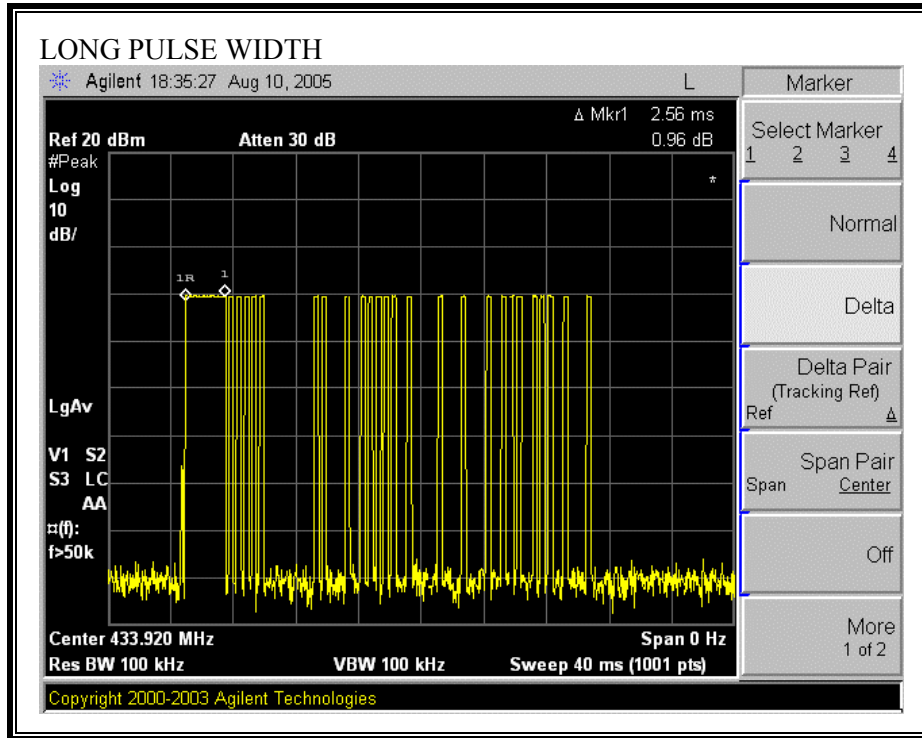 LONG PULSE WIDTH
Agilent 18:35:27 Aug 10, 2005 L
Δ Mkr1 2.56 ms
Ref 20 dBm Atten 30 dB 0.96 dB
#Peak
Log
10
dB/
*
1R 1
LgAv
V1 S2
S3 LC
AA
¤(f):
f>50k
Center 433.920 MHz Span 0 Hz
Res BW 100 kHz VBW 100 kHz Sweep 40 ms (1001 pts)
Copyright 2000-2003 Agilent Technologies
Marker
Select Marker
1 2 3 4
Normal
Delta
Delta Pair
(Tracking Ref)
Ref Δ
Span Pair
Span Center
Off
More
1 of 2